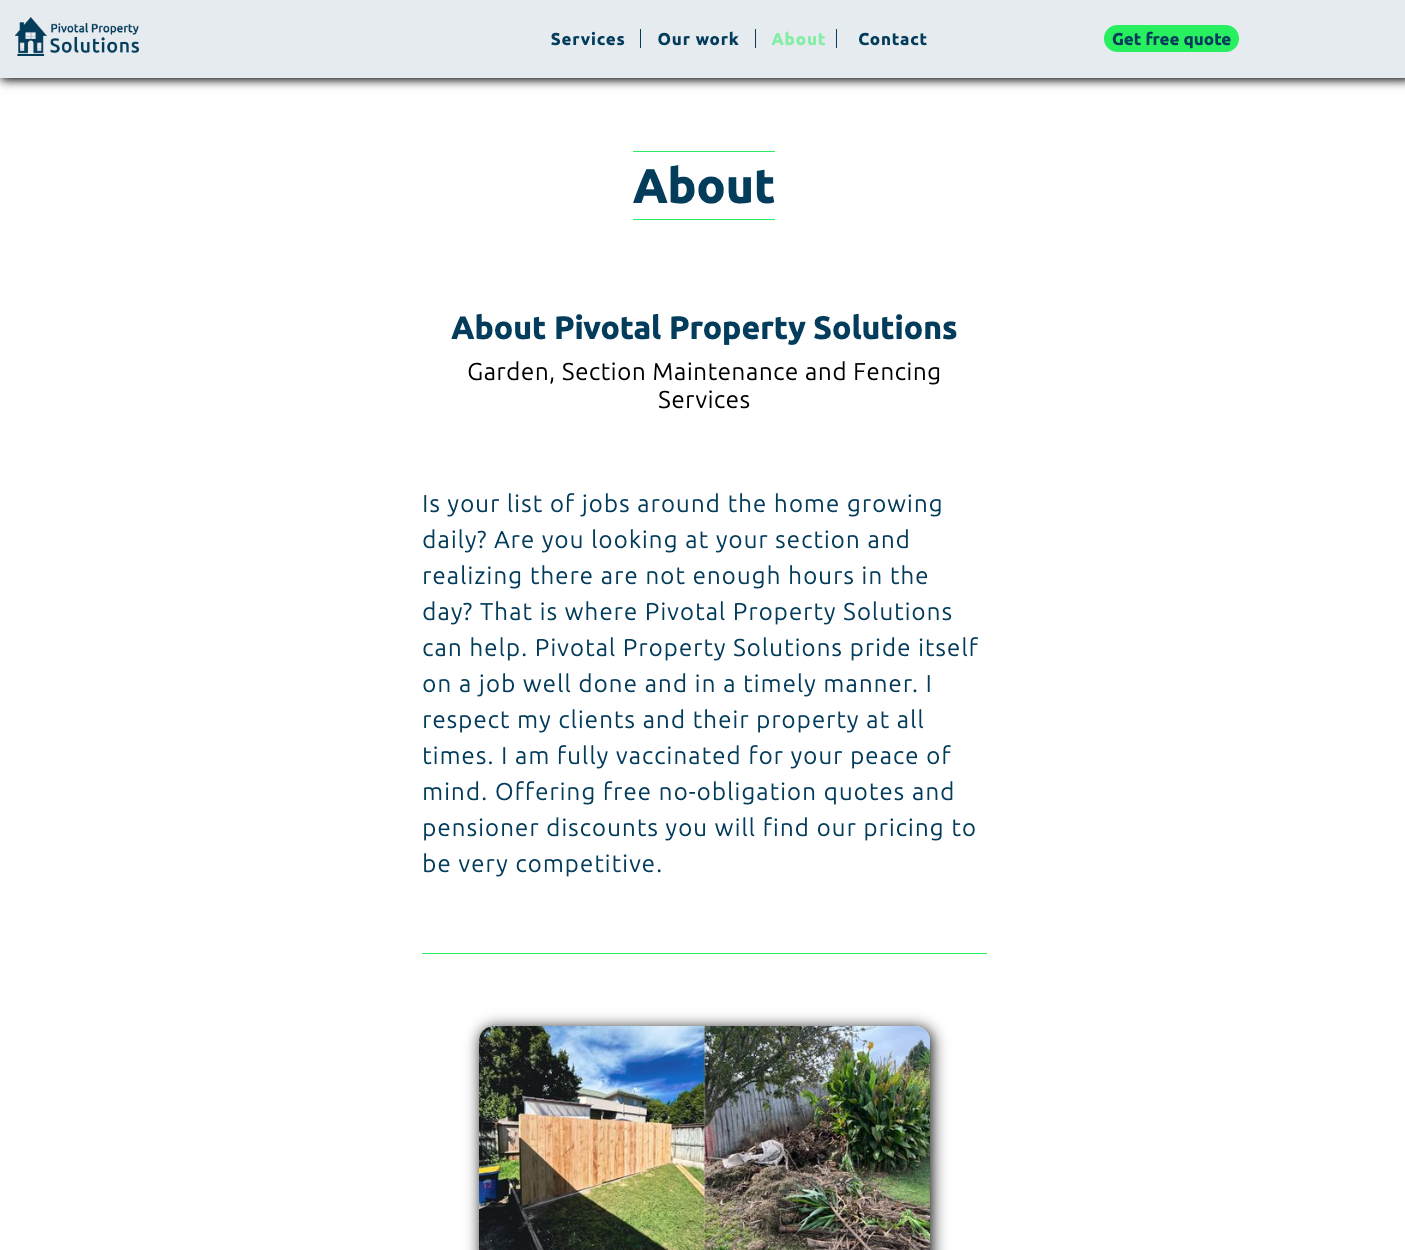 Pivotal Property
Solutions
Services
Our work
About
Contact
Get free quote
About
About Pivotal Property Solutions
Garden, Section Maintenance and Fencing
Services
Is your list of jobs around the home growing
daily? Are you looking at your section and
realizing there are not enough hours in the
day? That is where Pivotal Property Solutions
can help. Pivotal Property Solutions pride itself
on a job well done and in a timely manner. I
respect my clients and their property at all
times. I am fully vaccinated for your peace of
mind. Offering free no-obligation quotes and
pensioner discounts you will find our pricing to
be very competitive.